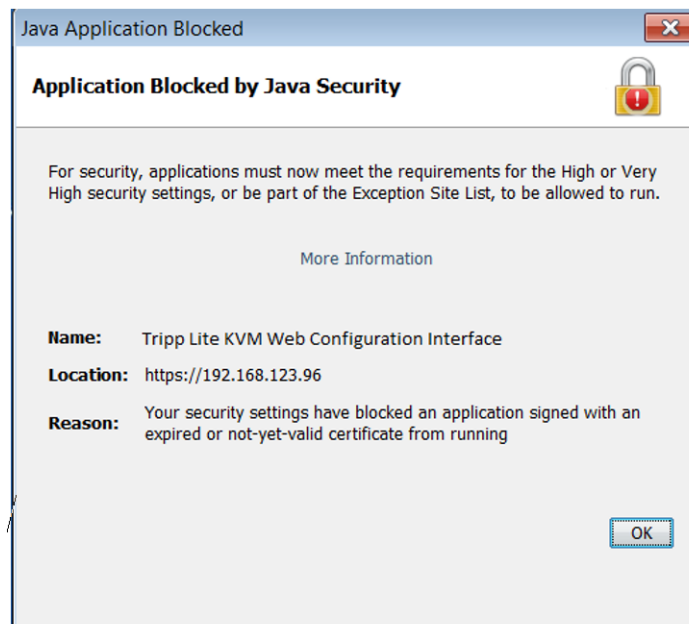 Java Application Blocked
Application Blocked by Java Security
For security, applications must now meet the requirements for the High or Very
High security settings, or be part of the Exception Site List, to be allowed to run.
More Information
Name: Tripp Lite KVM Web Configuration Interface
Location: https://192.168.123.96
Reason: Your security settings have blocked an application signed with an
expired or not-yet-valid certificate from running
OK